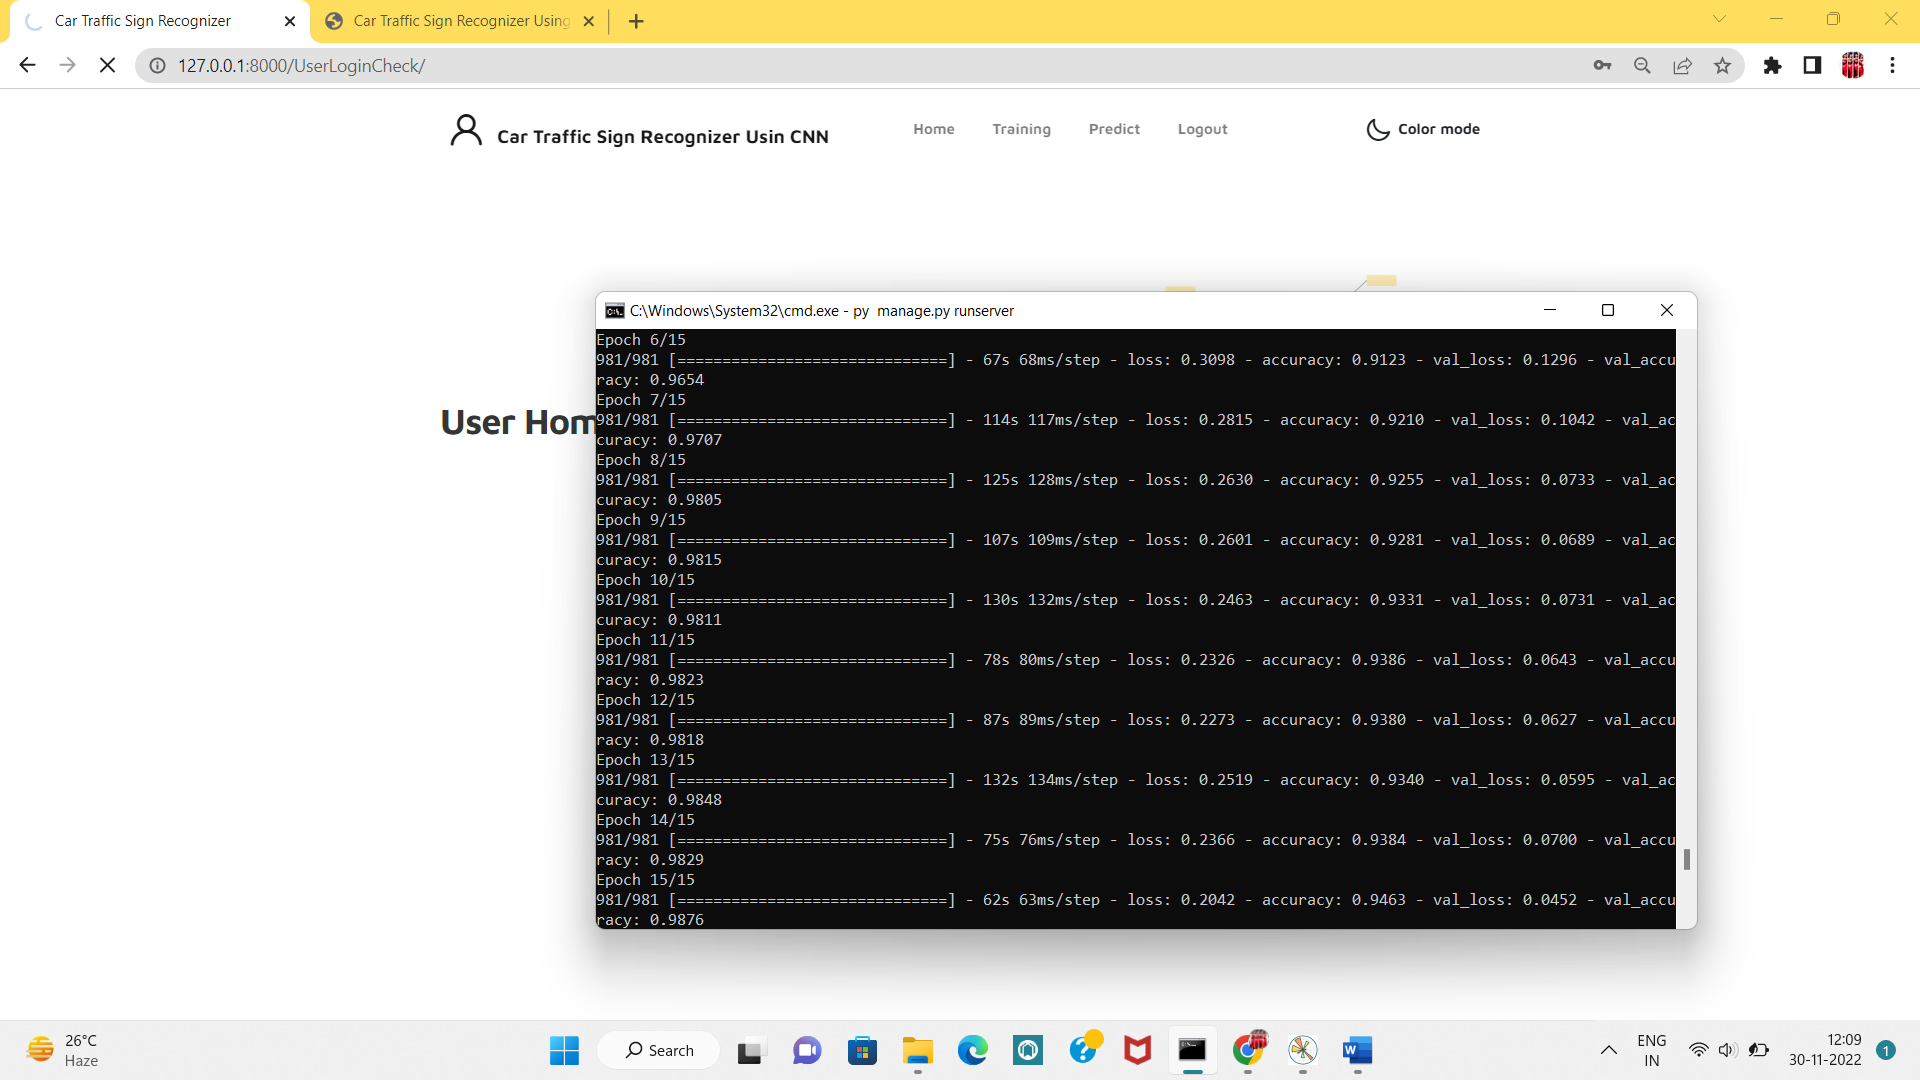 Car Traffic Sign Recognizer
Car Traffic Sign Recognizer Using
127.0.0.1:8000/UserLoginCheck/
Car Traffic Sign Recognizer Usin CNN
Home
Training
Predict
Logout
Color mode
User Hom
C:\Windows\System32\cmd.exe - py  manage.py runserver
Epoch 6/15
981/981 [==============================] - 67s 68ms/step - loss: 0.3098 - accuracy: 0.9123 - val_loss: 0.1296 - val_accu
racy: 0.9654
Epoch 7/15
981/981 [==============================] - 114s 117ms/step - loss: 0.2815 - accuracy: 0.9210 - val_loss: 0.1042 - val_ac
curacy: 0.9707
Epoch 8/15
981/981 [==============================] - 125s 128ms/step - loss: 0.2630 - accuracy: 0.9255 - val_loss: 0.0733 - val_ac
curacy: 0.9805
Epoch 9/15
981/981 [==============================] - 107s 109ms/step - loss: 0.2601 - accuracy: 0.9281 - val_loss: 0.0689 - val_ac
curacy: 0.9815
Epoch 10/15
981/981 [==============================] - 130s 132ms/step - loss: 0.2463 - accuracy: 0.9331 - val_loss: 0.0731 - val_ac
curacy: 0.9811
Epoch 11/15
981/981 [==============================] - 78s 80ms/step - loss: 0.2326 - accuracy: 0.9386 - val_loss: 0.0643 - val_accu
racy: 0.9823
Epoch 12/15
981/981 [==============================] - 87s 89ms/step - loss: 0.2273 - accuracy: 0.9380 - val_loss: 0.0627 - val_accu
racy: 0.9818
Epoch 13/15
981/981 [==============================] - 132s 134ms/step - loss: 0.2519 - accuracy: 0.9340 - val_loss: 0.0595 - val_ac
curacy: 0.9848
Epoch 14/15
981/981 [==============================] - 75s 76ms/step - loss: 0.2366 - accuracy: 0.9384 - val_loss: 0.0700 - val_accu
racy: 0.9829
Epoch 15/15
981/981 [==============================] - 62s 63ms/step - loss: 0.2042 - accuracy: 0.9463 - val_loss: 0.0452 - val_accu
racy: 0.9876
26°C
Haze
Search
ENG
IN
12:09
30-11-2022
1